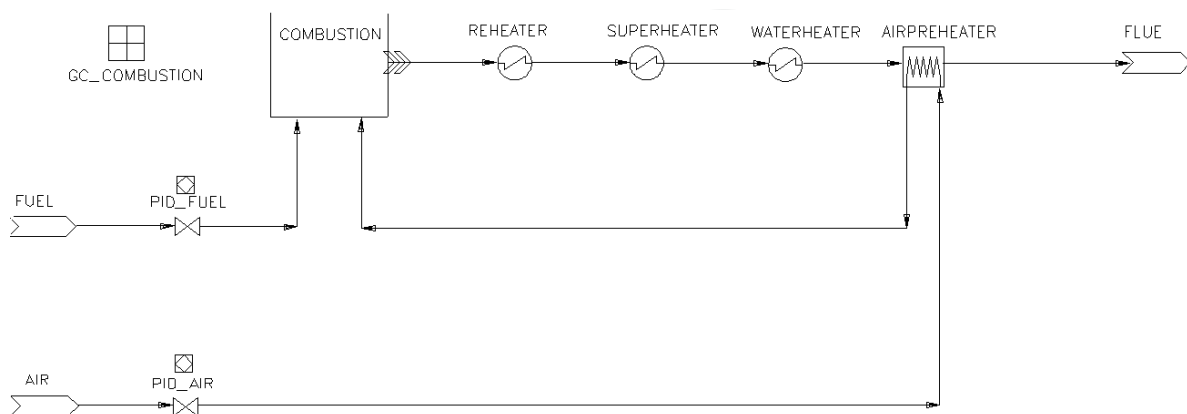 COMBUSTION
REHEATER
SUPERHEATER
WATERHEATER
AIRPREHEATER
FLUE
GC_COMBUSTION
FUEL
PID_FUEL
AIR
PID_AIR